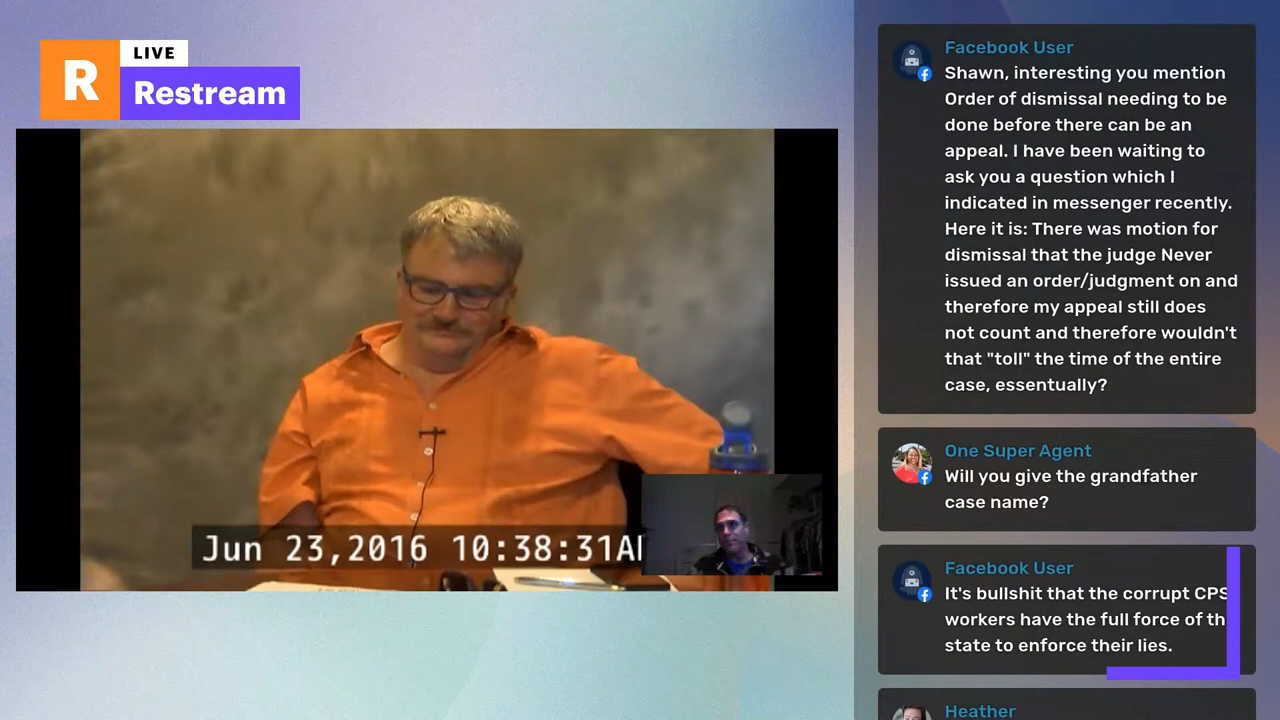 R
LIVE
Restream
Jun 23,2016 10:38:31A
Facebook User
Shawn, interesting you mention
Order of dismissal needing to be
done before there can be an
appeal. I have been waiting to
ask you a question which I
indicated in messenger recently.
Here it is: There was motion for
dismissal that the judge Never
issued an order/judgment on and
therefore my appeal still does
not count and therefore wouldn't
that "toll" the time of the entire
case, essentually?
One Super Agent
Will you give the grandfather
case name?
Facebook User
It's bullshit that the corrupt CPS
workers have the full force of th
state to enforce their lies.
Heather